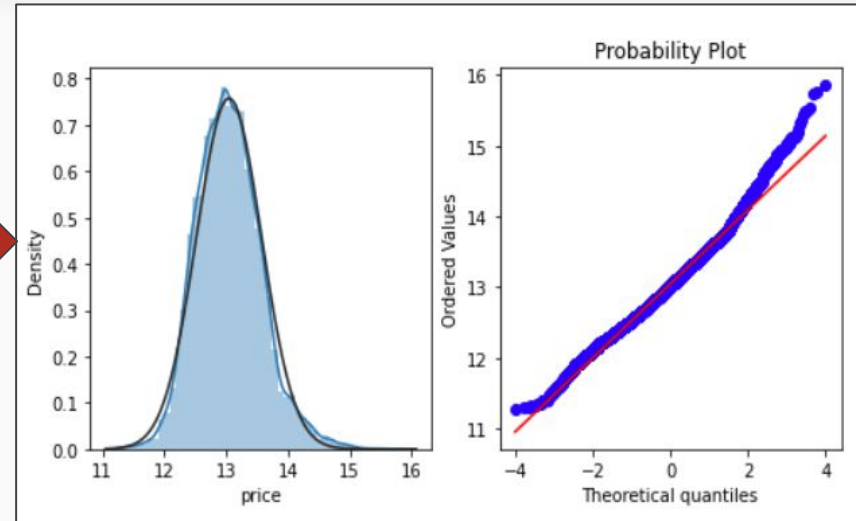 Probability Plot
0.8
0.7
0.6
0.5
0.4
0.3
0.2
0.1
0.0
Density
11 12 13 14 15 16
price
16
15
14
13
12
11
Ordered Values
−4 −2 0 2 4
Theoretical quantiles